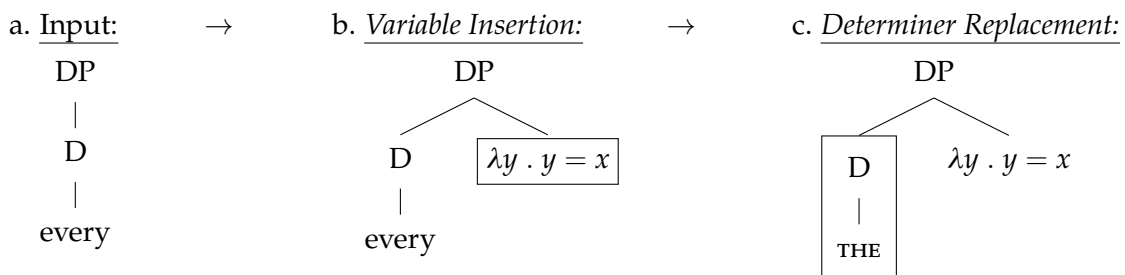 a. Input: → b. Variable Insertion: → c. Determiner Replacement:
DP DP DP
D D λy . y = x D λy . y = x
every every THE